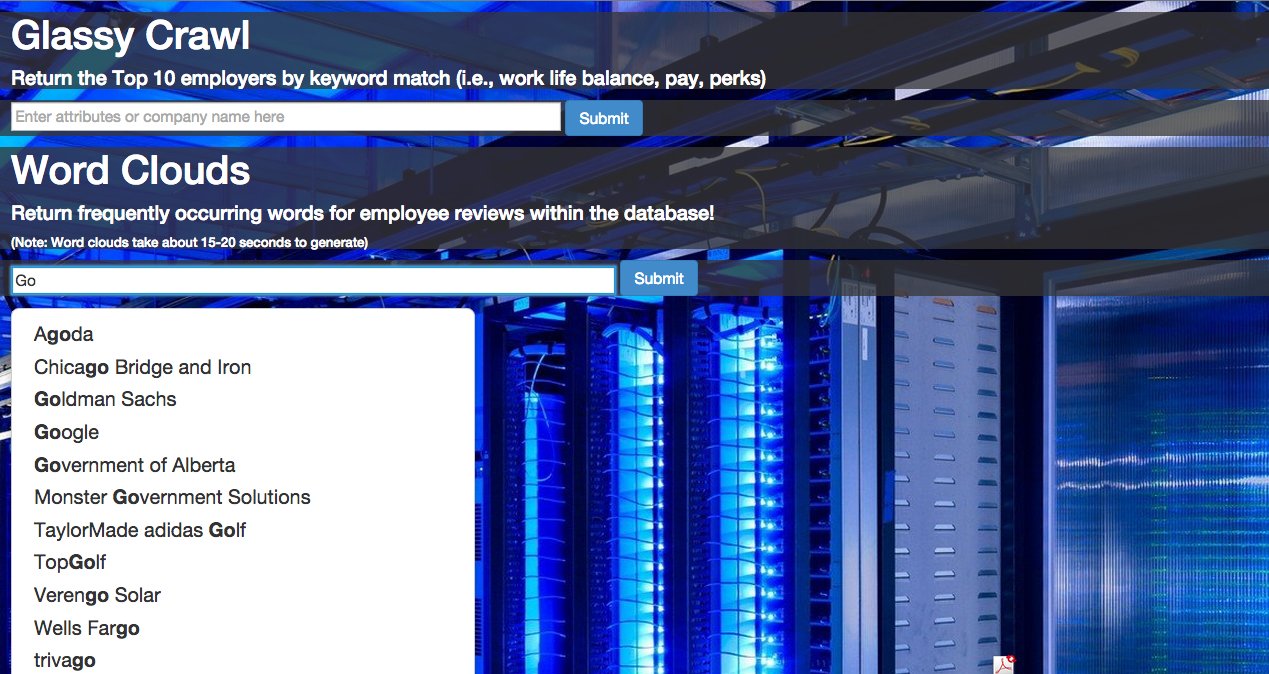 Glassy Crawl
Return the Top 10 employers by keyword match (i.e., work life balance, pay, perks)
Enter attributes or company name here
Submit
Word Clouds
Return frequently occurring words for employee reviews within the database!
(Note: Word clouds take about 15-20 seconds to generate)
Go
Submit
Agoda
Chicago Bridge and Iron
Goldman Sachs
Google
Government of Alberta
Monster Government Solutions
TaylorMade adidas Golf
TopGolf
Verengo Solar
Wells Fargo
trivago